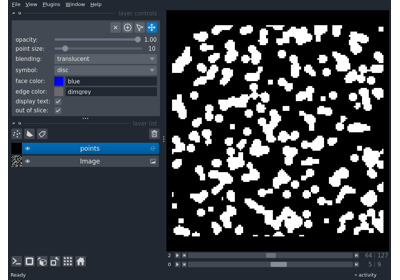 File View Plugins Window Help
layer controls
opacity: 1.00
point size: 10
blending: translucent
symbol: disc
face color: blue
edge color: dimgrey
display text:
out of slice:
layer list
points
Image
2 64 127
0 5 9
Ready activity